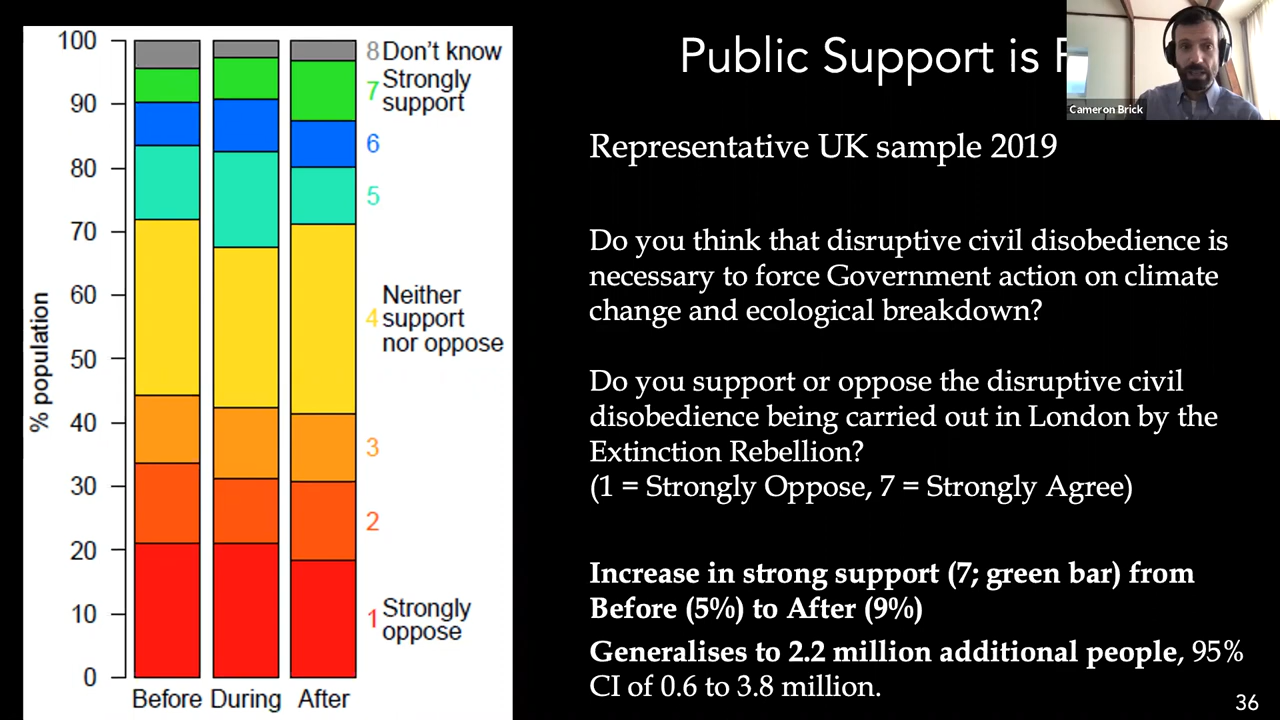 Public Support is
Cameron Brick
Representative UK sample 2019
Do you think that disruptive civil disobedience is
necessary to force Government action on climate
change and ecological breakdown?
Do you support or oppose the disruptive civil
disobedience being carried out in London by the
Extinction Rebellion?
(1 = Strongly Oppose, 7 = Strongly Agree)
Increase in strong support (7; green bar) from
Before (5%) to After (9%)
Generalises to 2.2 million additional people, 95%
CI of 0.6 to 3.8 million.
36
% population
100
90
80
70
60
50
40
30
20
10
0
Before During After
8 Don't know
7 Strongly
support
6
5
4 Neither
support
nor oppose
3
2
1 Strongly
oppose